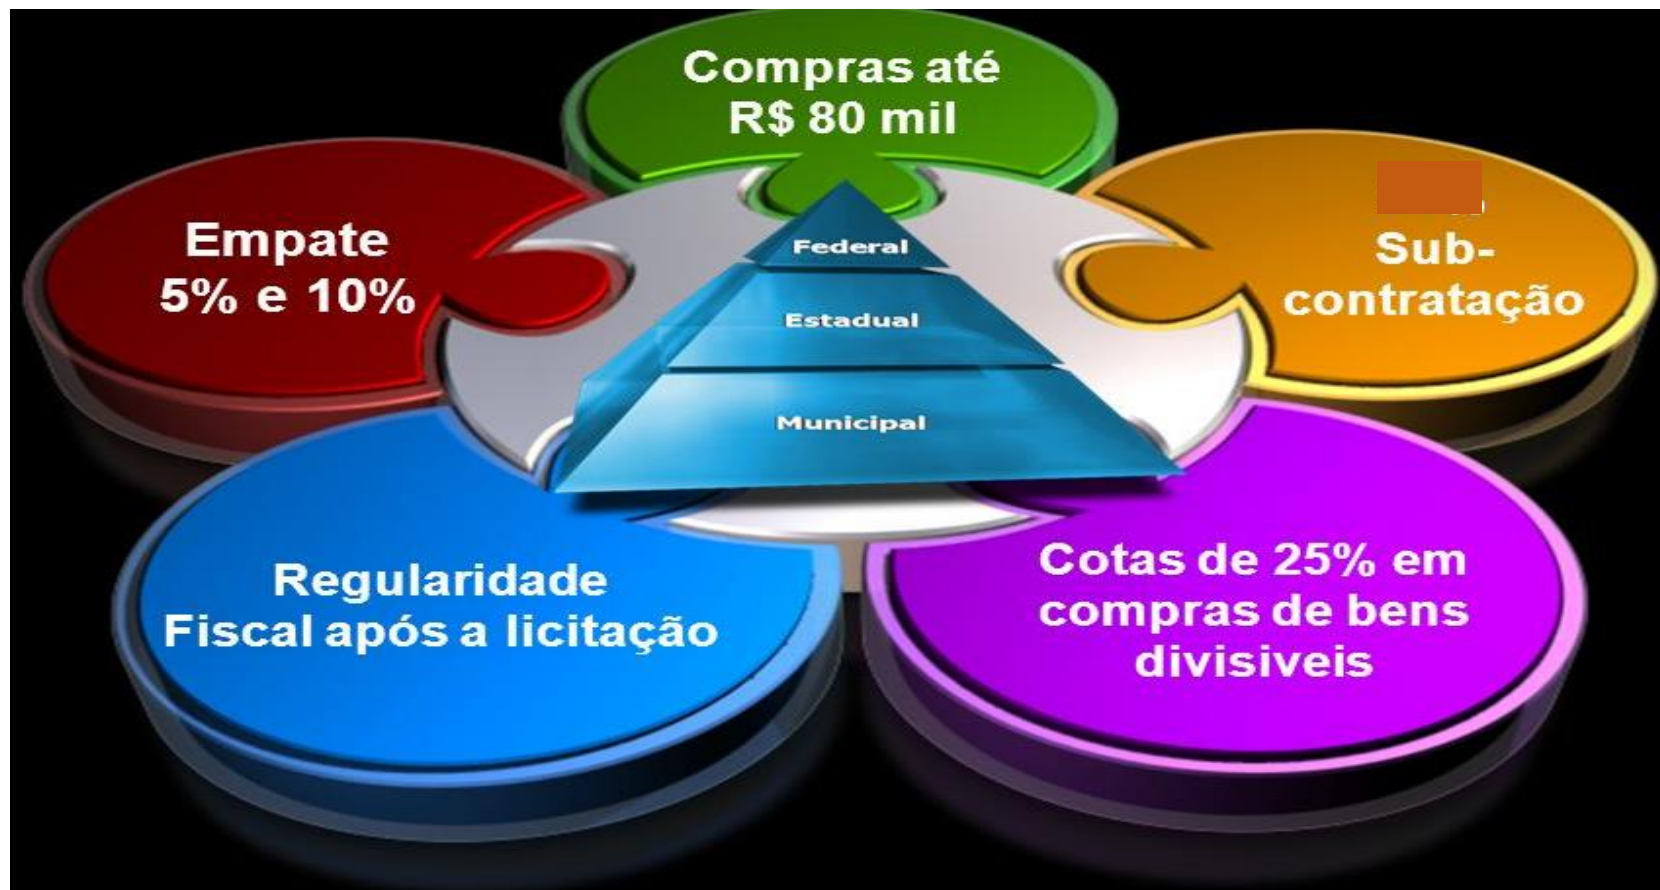 Compras até
R$ 80 mil
Empate
5% e 10%
Sub-
contratação
Federal
Estadual
Municipal
Regularidade
Fiscal após a licitação
Cotas de 25% em
compras de bens
divisiveis